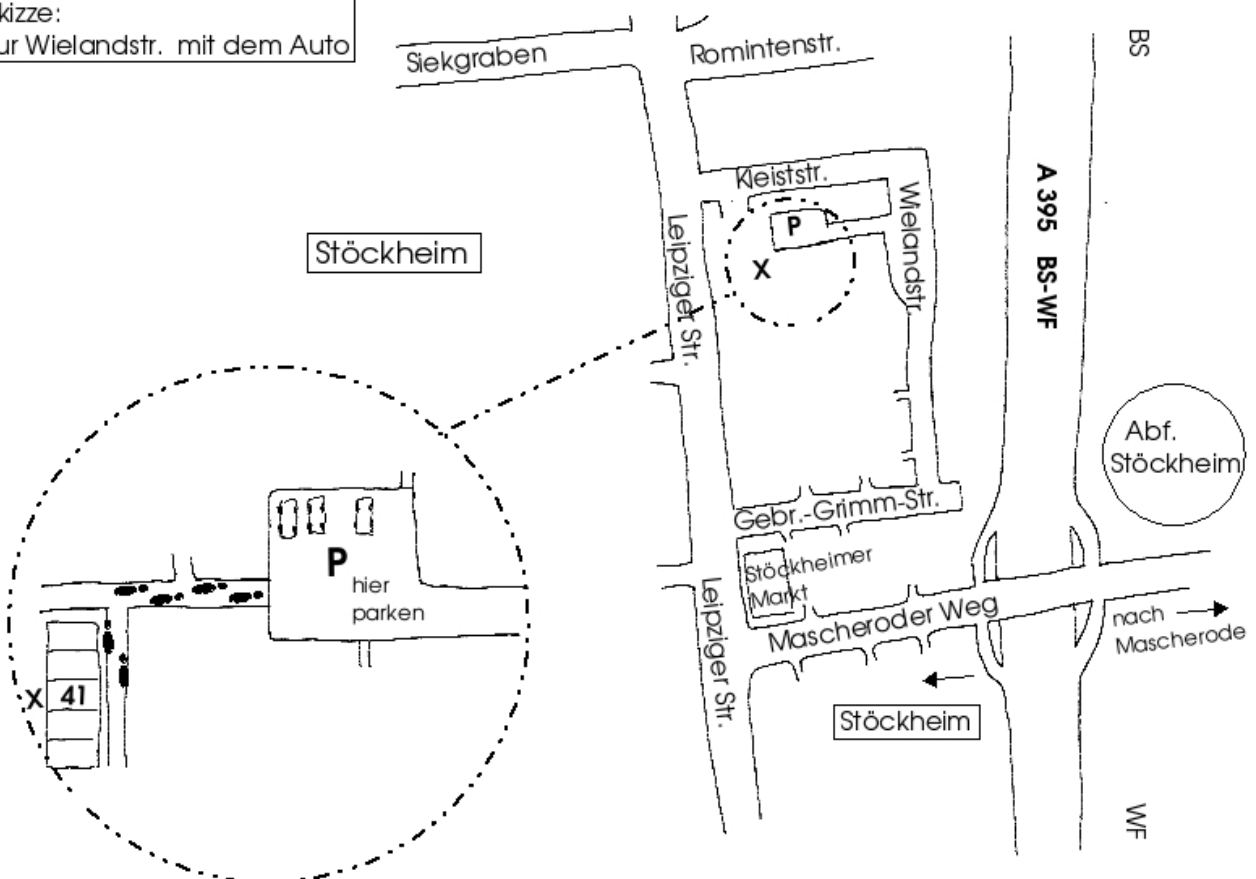 kizze:
ur Wielandstr. mit dem Auto
Siekgraben
Romintenstr.
BS
Kleiststr.
Wielandstr.
P
X
Leipziger Str.
A 395 BS-WF
Stöckheim
Abf.
Stöckheim
Gebr.-Grimm-Str.
Stöckheimer
Markt
Mascheroder Weg
nach
Mascherode
Leipziger Str.
Stöckheim
WF
P
hier
parken
X 41